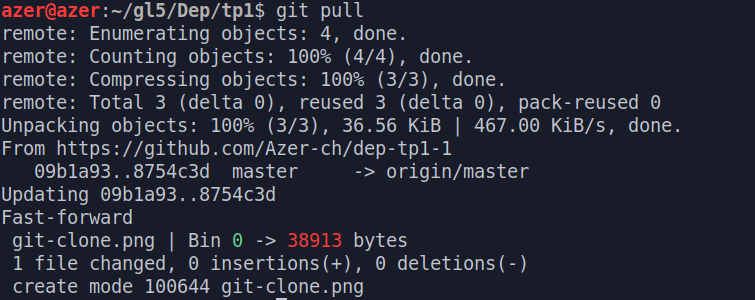 azer@azer:~/gl5/Dep/tp1$ git pull
remote: Enumerating objects: 4, done.
remote: Counting objects: 100% (4/4), done.
remote: Compressing objects: 100% (3/3), done.
remote: Total 3 (delta 0), reused 3 (delta 0), pack-reused 0
Unpacking objects: 100% (3/3), 36.56 KiB | 467.00 KiB/s, done.
From https://github.com/Azer-ch/dep-tp1-1
   09b1a93..8754c3d  master     -> origin/master
Updating 09b1a93..8754c3d
Fast-forward
 git-clone.png | Bin 0 -> 38913 bytes
 1 file changed, 0 insertions(+), 0 deletions(-)
 create mode 100644 git-clone.png